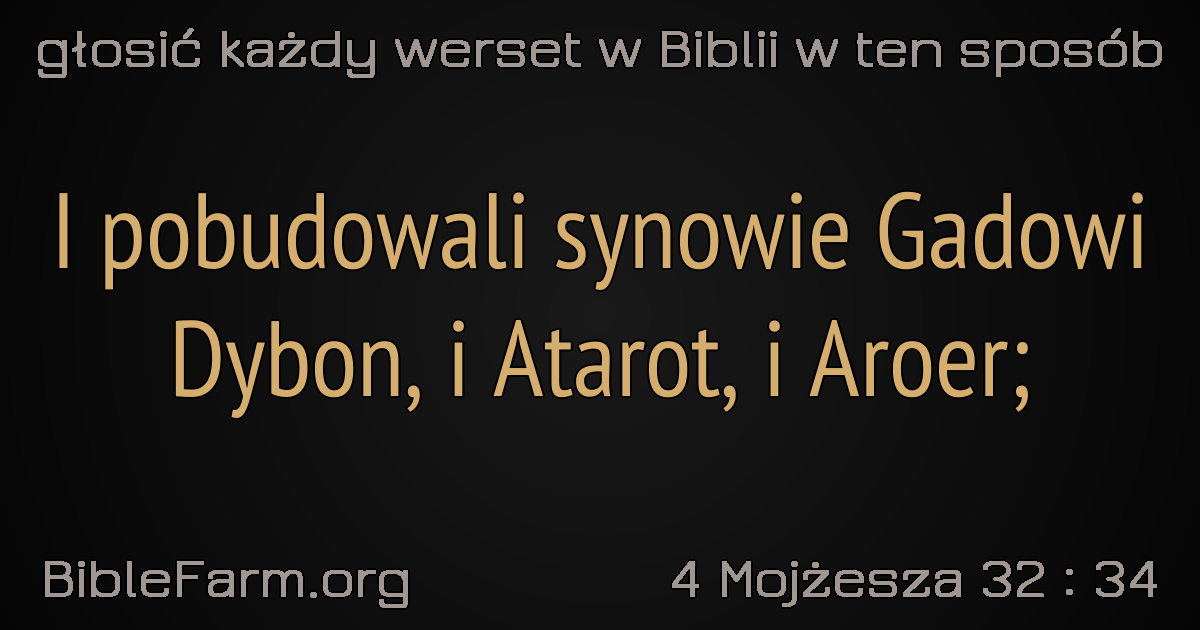 głosić każdy werset w Biblii w ten sposób
I pobudowali synowie Gadowi
Dybon, i Atarot, i Aroer;
BibleFarm.org
4 Mojżesza 32 : 34